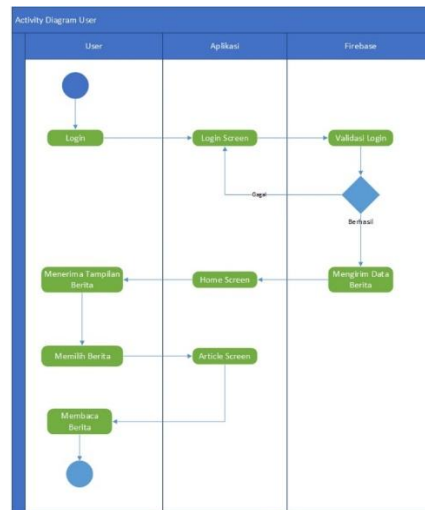 Activity Diagram User
User
Aplikasi
Firebase
Login
Login Screen
Validasi Login
Gagal
Berhasil
Menerima Tampilan
Berita
Home Screen
Mengirim Data
Berita
Memilih Berita
Article Screen
Membaca
Berita